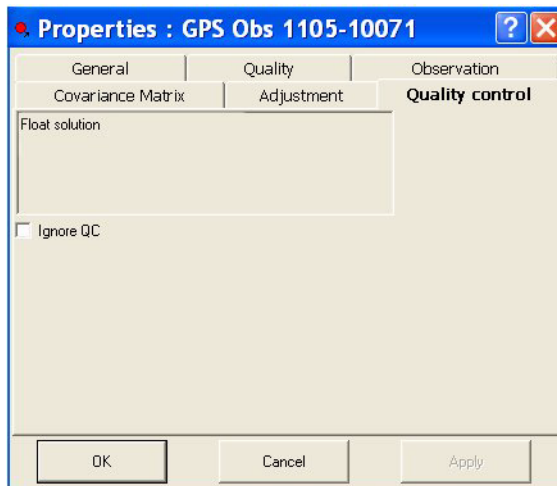 Properties : GPS Obs 1105-10071
General
Quality
Observation
Covariance Matrix
Adjustment
Quality control
Float solution
Ignore QC
OK
Cancel
Apply